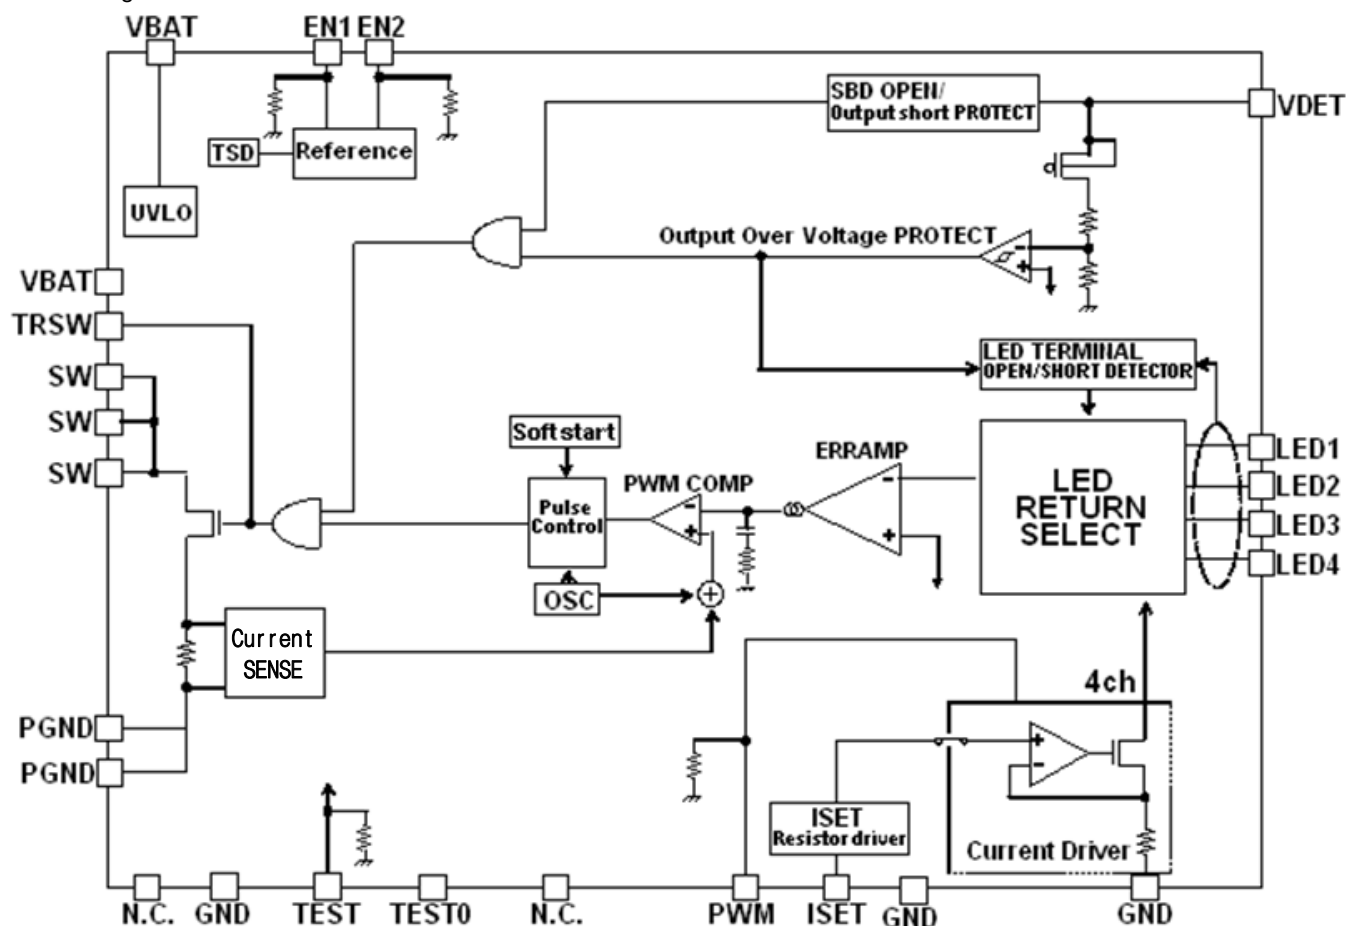 VBAT
EN1 EN2
SBD OPEN/
Output short PROTECT
VDET
TSD
Reference
UVLO
Output Over Voltage PROTECT
-
+
VBAT
TRSW
LED TERMINAL
OPEN/SHORT DETECTOR
SW
SW
SW
Soft start
ERRAMP
PWM COMP
Pulse
Control
-
+
-
+
LED
RETURN
SELECT
LED1
LED2
LED3
LED4
OSC
+
Current
SENSE
4ch
PGND
PGND
+
-
ISET
Resistor driver
Current Driver
N.C.
GND
TEST
TEST0
N.C.
PWM
ISET
GND
GND